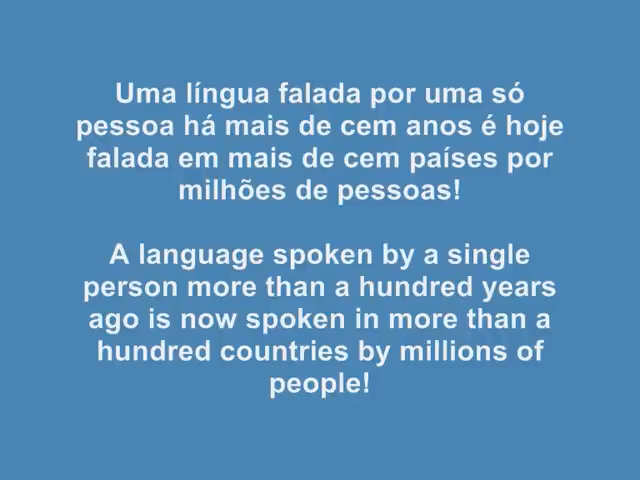 Uma língua falada por uma só
pessoa há mais de cem anos é hoje
falada em mais de cem países por
milhões de pessoas!
A language spoken by a single
person more than a hundred years
ago is now spoken in more than a
hundred countries by millions of
people!